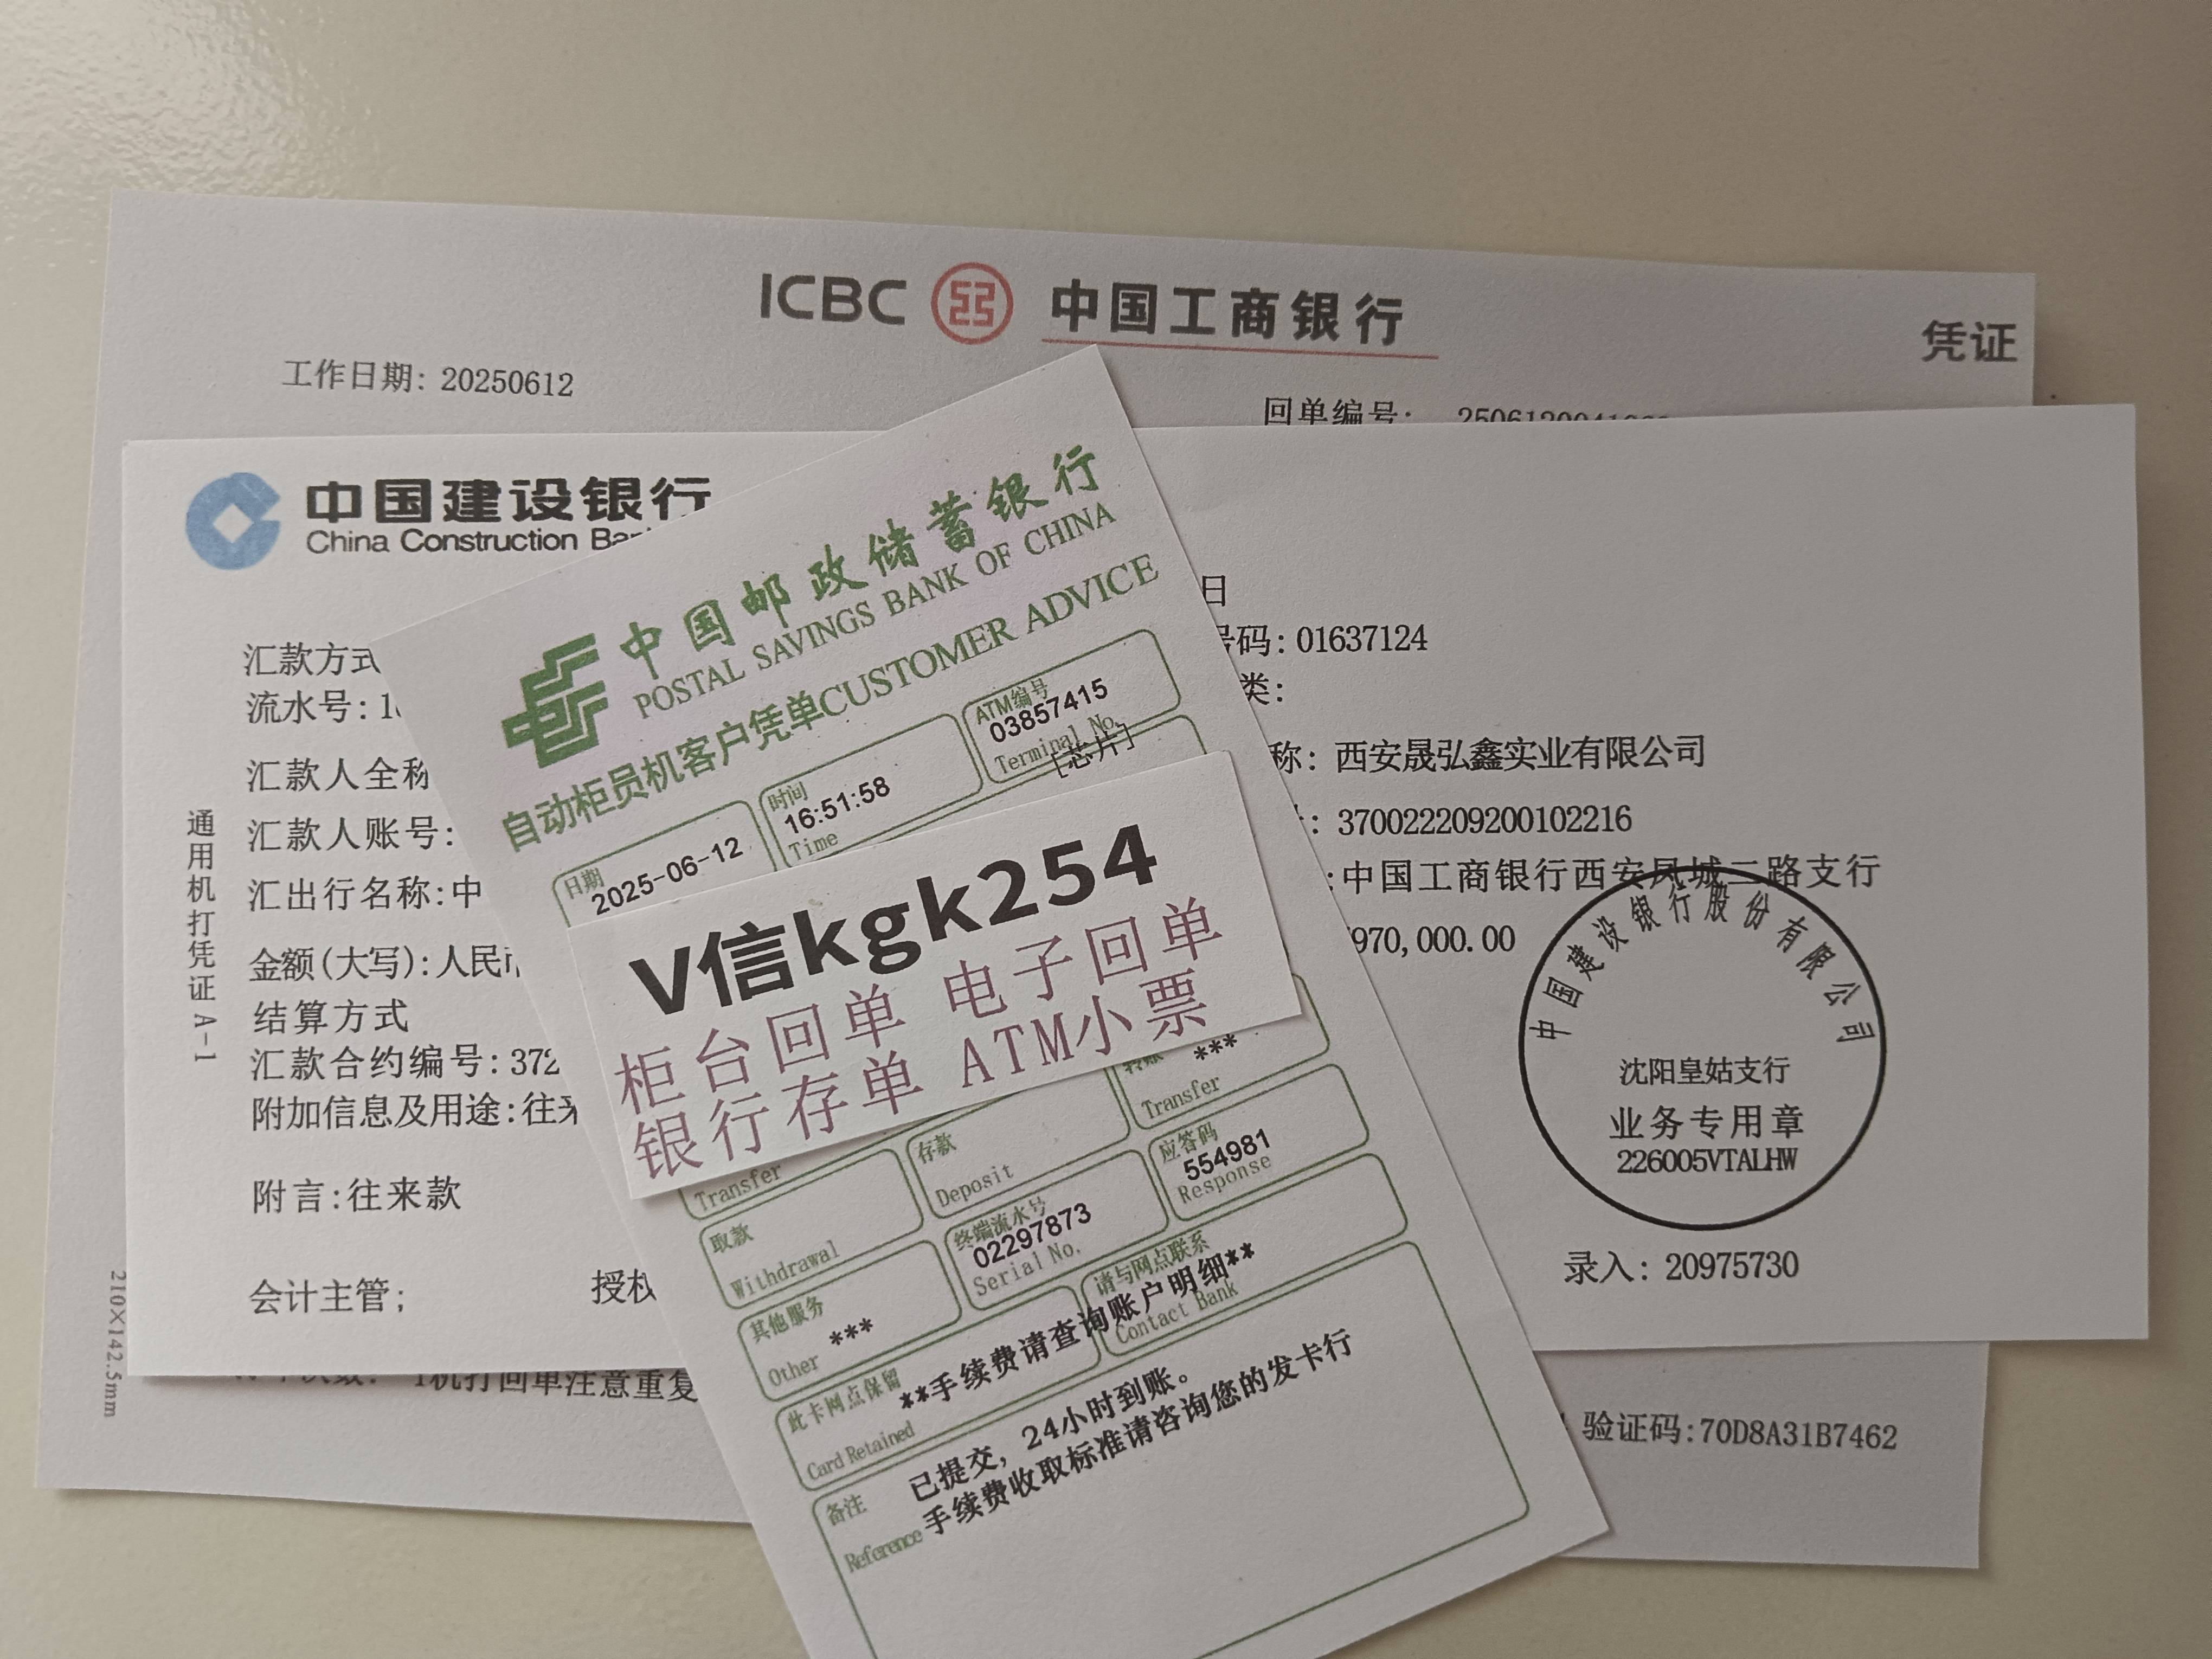 ICBC 中国工商银行
凭证
工作日期: 20250612
回单编号:
中国建设银行
China Construction
日
号码: 01637124
类:
汇款方式
流水号:
汇款人全称
称: 西安晟弘鑫实业有限公司
汇款人账号:
: 370022209200102216
汇出行名称:中
:中国工商银行西安凤城二路支行
金额(大写):人民币
970,000.00
结算方式
汇款合约编号:372
附加信息及用途:往来
附言:往来款
会计主管;
授权
录入: 20975730
通用机打凭证 A-1
中国建设银行股份有限公司
沈阳皇姑支行
业务专用章
226005VTALHW
中国邮政储蓄银行
POSTAL SAVINGS BANK OF CHINA
自动柜员机客户凭单CUSTOMER ADVICE
日期
2025-06-12
时间
16:51:58
Time
ATM编号
03857415
Terminal No.
[芯片]
V信kgk254
柜台回单 电子回单
银行存单 ATM小票
转账
***
Transfer
Transfer
存款
Deposit
应答码
554981
Response
取款
Withdrawal
终端流水号
02297873
Serial No.
请与网点联系
Contact Bank
其他服务
***
Other
**手续费请查询账户明细**
此卡网点保留
Card Retained
备注
已提交, 24小时到账。
手续费收取标准请咨询您的发卡行
Reference
210X142.5mm
1机打回单注意重复
验证码:70D8A31B7462